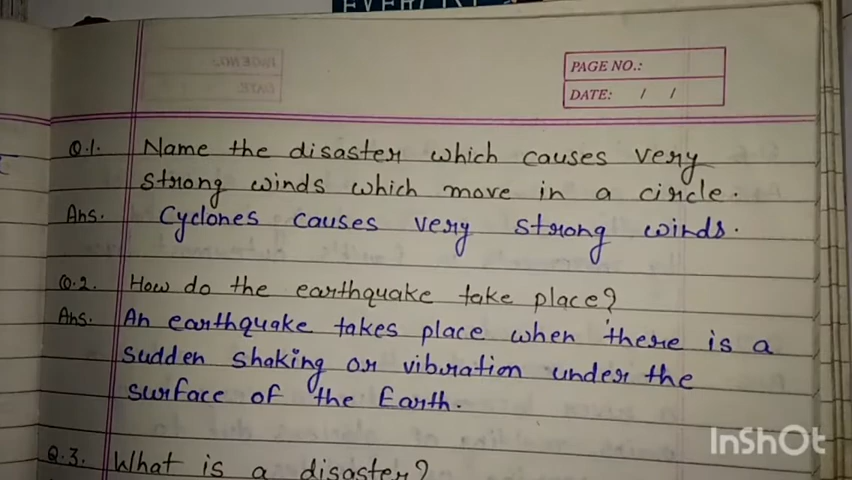 PAGE NO.:
DATE: / /
Q.1. Name the disaster which causes very
strong winds which move in a circle.
Ans. Cyclones causes very strong winds.
Q.2. How do the earthquake take place?
Ans. An earthquake takes place when there is a
sudden shaking or vibration under the
surface of the Earth.
Q.3. What is a disaster?
InShOt